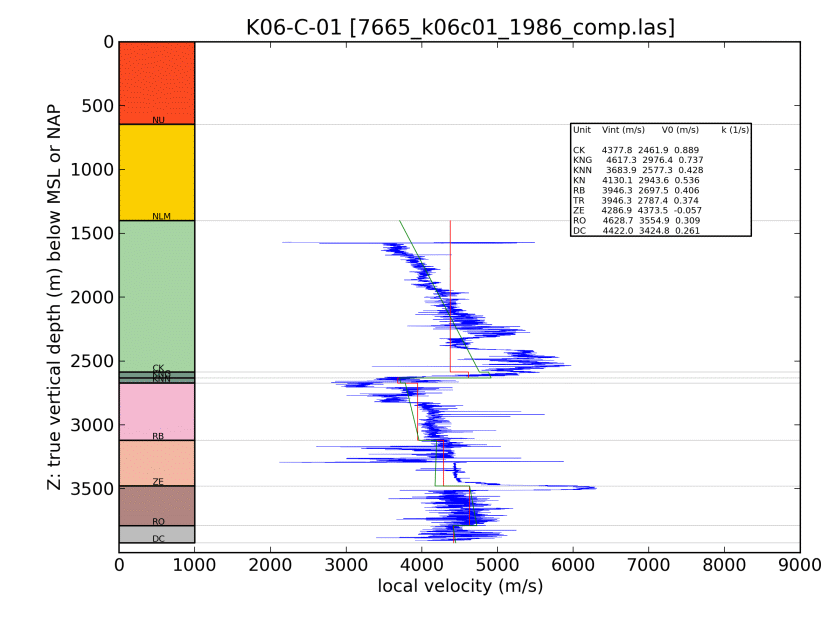 K06-C-01 [7665_k06c01_1986_comp.las]
Z: true vertical depth (m) below MSL or NAP
0
500
1000
1500
2000
2500
3000
3500
NU
NLM
CK
KNG
KNN
RB
ZE
RO
DC
Unit Vint (m/s) V0 (m/s) k (1/s)
CK 4377.8 2461.9 0.889
KNG 4617.3 2976.4 0.737
KNN 3683.9 2577.3 0.428
KN 4130.1 2943.6 0.536
RB 3946.3 2697.5 0.406
TR 3946.3 2787.4 0.374
ZE 4286.9 4373.5 -0.057
RO 4628.7 3554.9 0.309
DC 4422.0 3424.8 0.261
0 1000 2000 3000 4000 5000 6000 7000 8000 9000
local velocity (m/s)